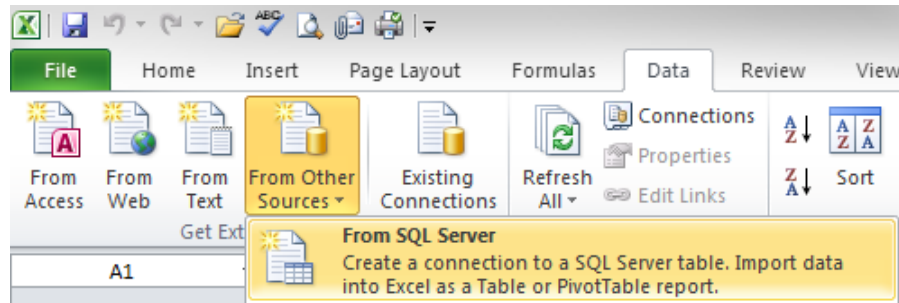 ABC
File Home Insert Page Layout Formulas Data Review View
A
From Access
From Web
From Text
From Other Sources
Existing Connections
Refresh All
Connections
Properties
Edit Links
A Z
Z A
A Z
Z A
Sort
Get Ext
From SQL Server
Create a connection to a SQL Server table. Import data
into Excel as a Table or PivotTable report.
A1